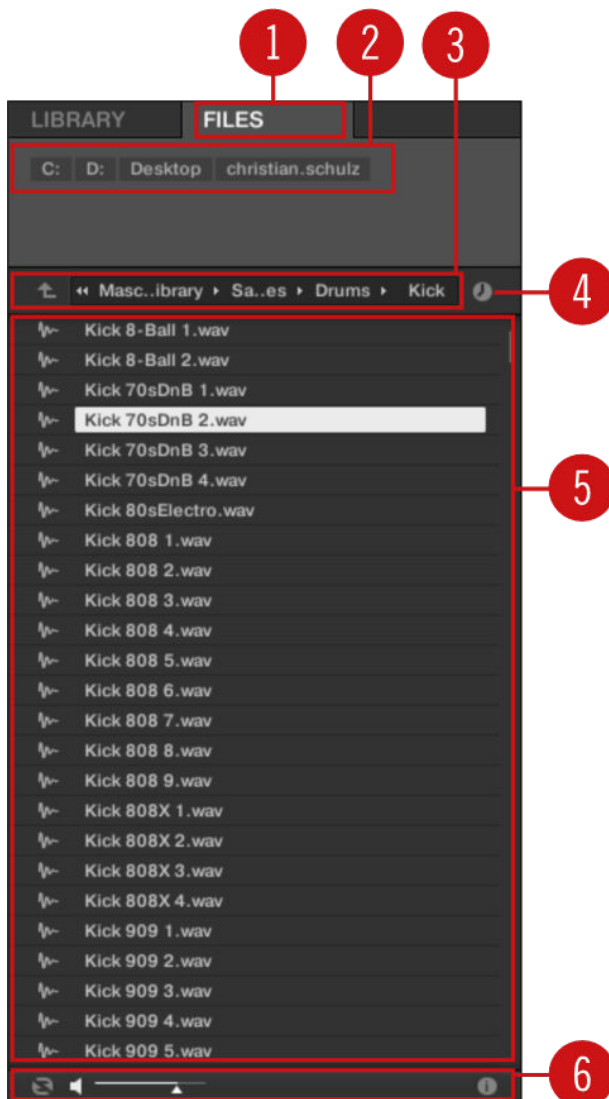 1 2 3
LIBRARY FILES
C: D: Desktop christian.schulz
Masc..ibrary Sa..es Drums Kick 4
Kick 8-Ball 1.wav
Kick 8-Ball 2.wav
Kick 70sDnB 1.wav
Kick 70sDnB 2.wav
Kick 70sDnB 3.wav
Kick 70sDnB 4.wav
5
Kick 80sElectro.wav
Kick 808 1.wav
Kick 808 2.wav
Kick 808 3.wav
Kick 808 4.wav
Kick 808 5.wav
Kick 808 6.wav
Kick 808 7.wav
Kick 808 8.wav
Kick 808 9.wav
Kick 808X 1.wav
Kick 808X 2.wav
Kick 808X 3.wav
Kick 808X 4.wav
Kick 909 1.wav
Kick 909 2.wav
Kick 909 3.wav
Kick 909 4.wav
Kick 909 5.wav
6